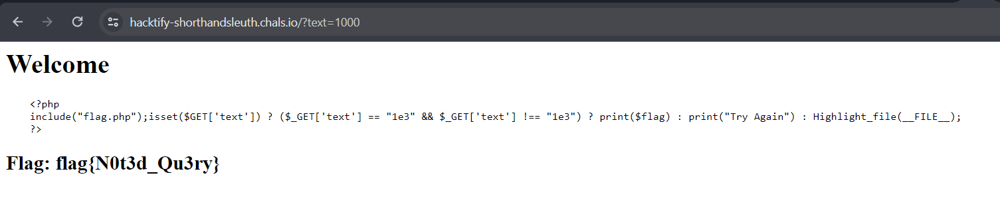 hacktify-shorthandsleuth.chals.io/?text=1000
Welcome
<?php
include("flag.php");isset($GET['text']) ? ($_GET['text'] == "1e3" && $_GET['text'] !== "1e3") ? print($flag) : print("Try Again") : Highlight_file(__FILE__);
?>
Flag: flag{N0t3d_Qu3ry}